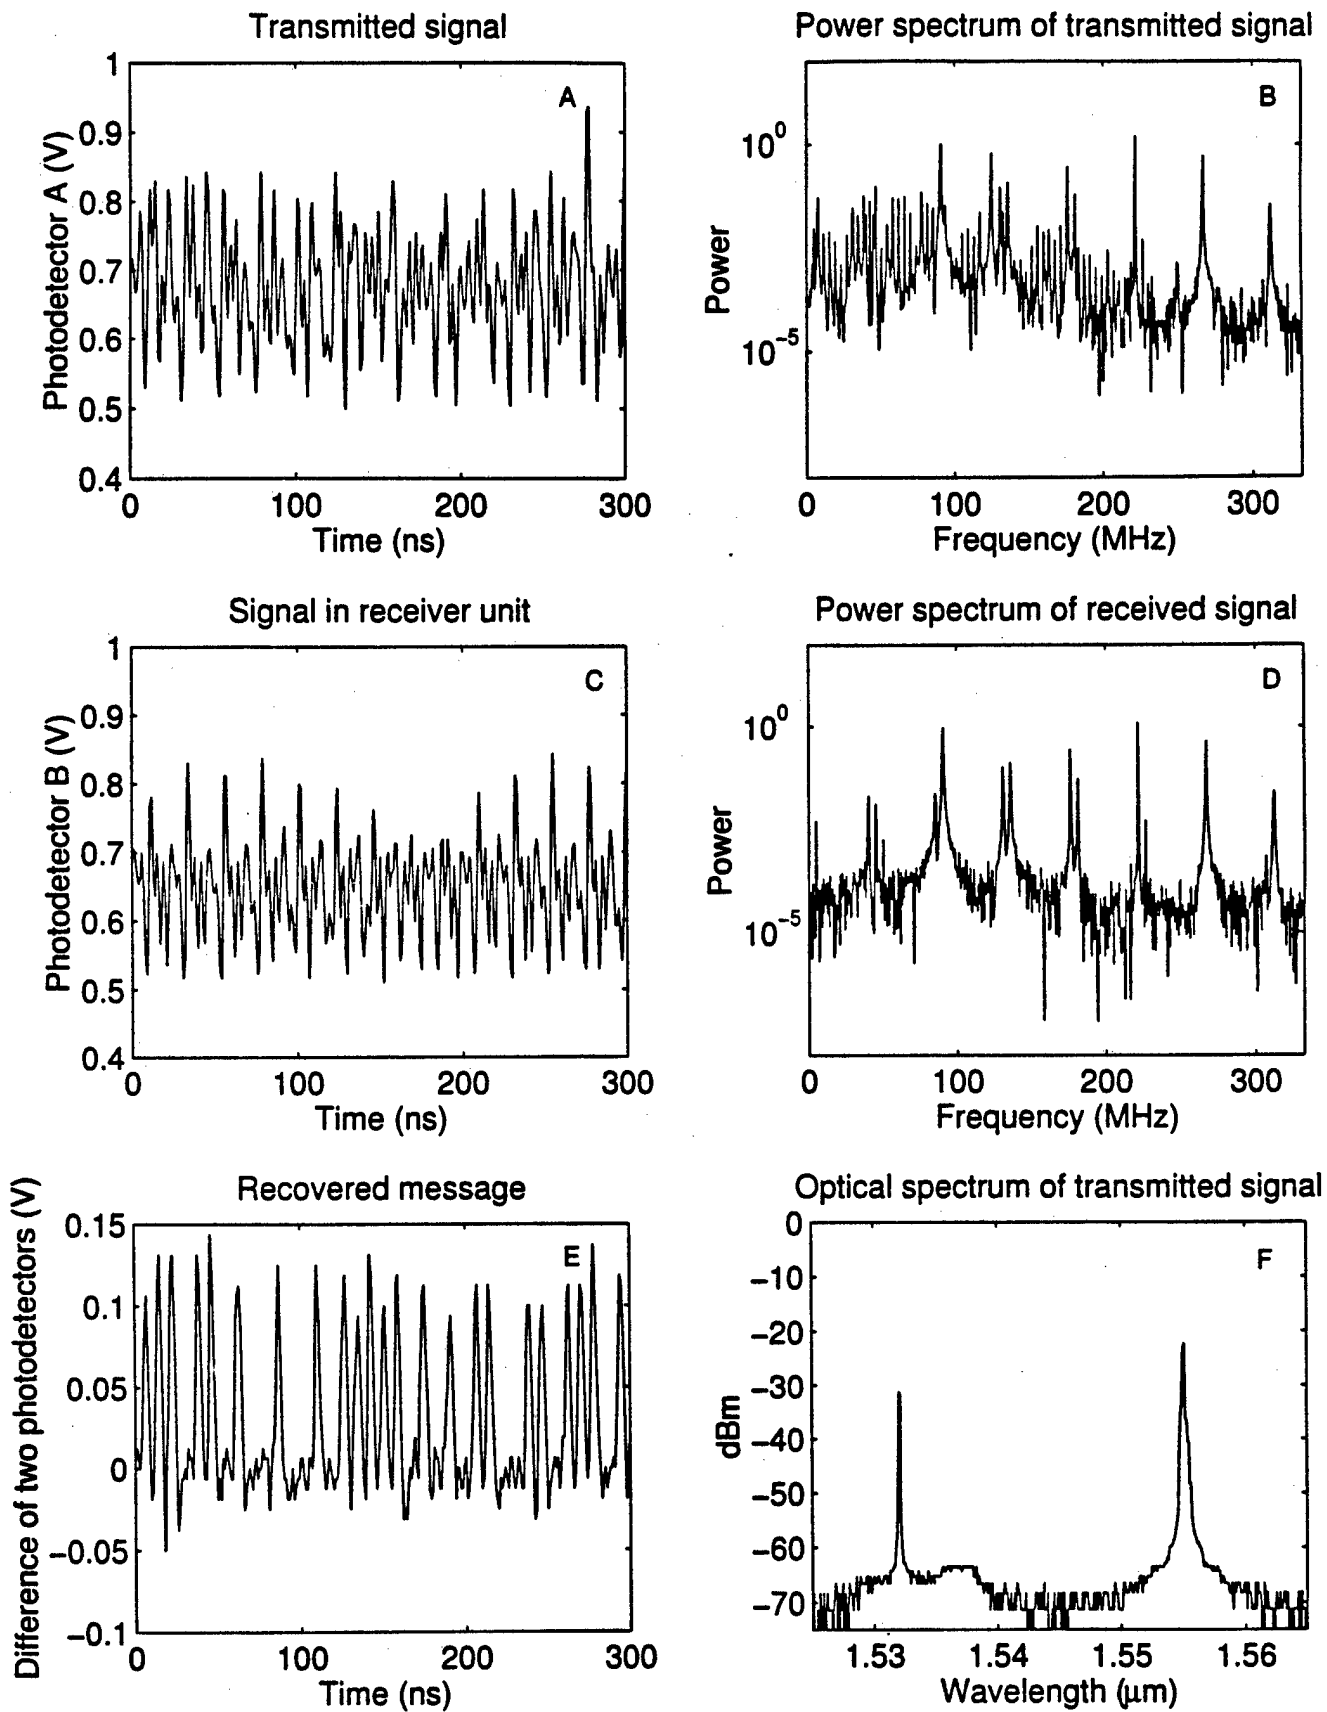 Transmitted signal
A
Photodetector A (V)
1
0.9
0.8
0.7
0.6
0.5
0.4
0
100
200
300
Time (ns)
Power spectrum of transmitted signal
B
Power
10^0
10^-5
0
100
200
300
Frequency (MHz)
Signal in receiver unit
C
Photodetector B (V)
1
0.9
0.8
0.7
0.6
0.5
0.4
0
100
200
300
Time (ns)
Power spectrum of received signal
D
Power
10^0
10^-5
0
100
200
300
Frequency (MHz)
Recovered message
E
Difference of two photodetectors (V)
0.15
0.1
0.05
0
−0.05
−0.1
0
100
200
300
Time (ns)
Optical spectrum of transmitted signal
F
dBm
0
−10
−20
−30
−40
−50
−60
−70
1.53
1.54
1.55
1.56
Wavelength (μm)